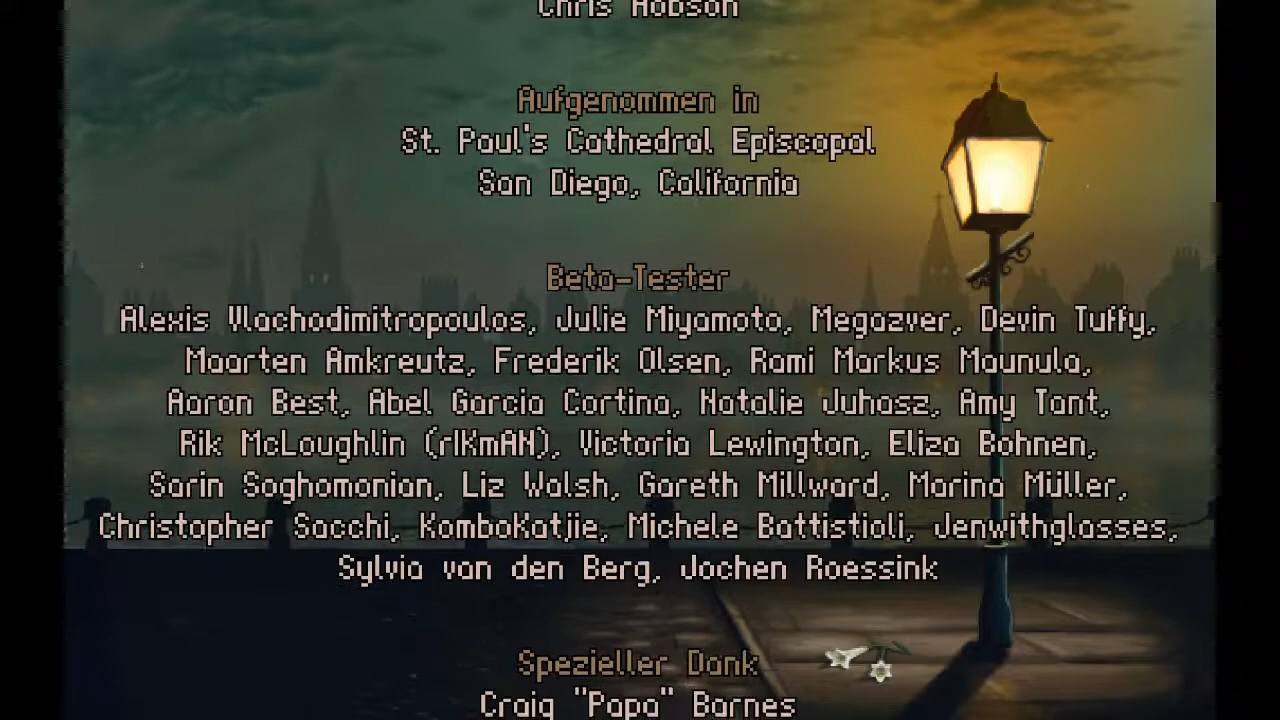 Chris Hobson
Aufgenommen in
St. Paul's Cathedral Episcopal
San Diego, California
Beta-Tester
Alexis Vlachodimitropoulos, Julie Miyamoto, Megazver, Devin Tuffy,
Maarten Amkreutz, Frederik Olsen, Rami Markus Maunula,
Aaron Best, Abel Garcia Cortina, Natalie Juhasz, Amy Tant,
Rik McLoughlin (rIKmAN), Victoria Lewington, Eliza Bohnen,
Sarin Soghomonian, Liz Walsh, Gareth Millward, Marina Müller,
Christopher Sacchi, KomboKatjie, Michele Battistioli, Jenwithglasses,
Sylvia van den Berg, Jochen Roessink
Spezieller Dank
Craig "Papa" Barnes